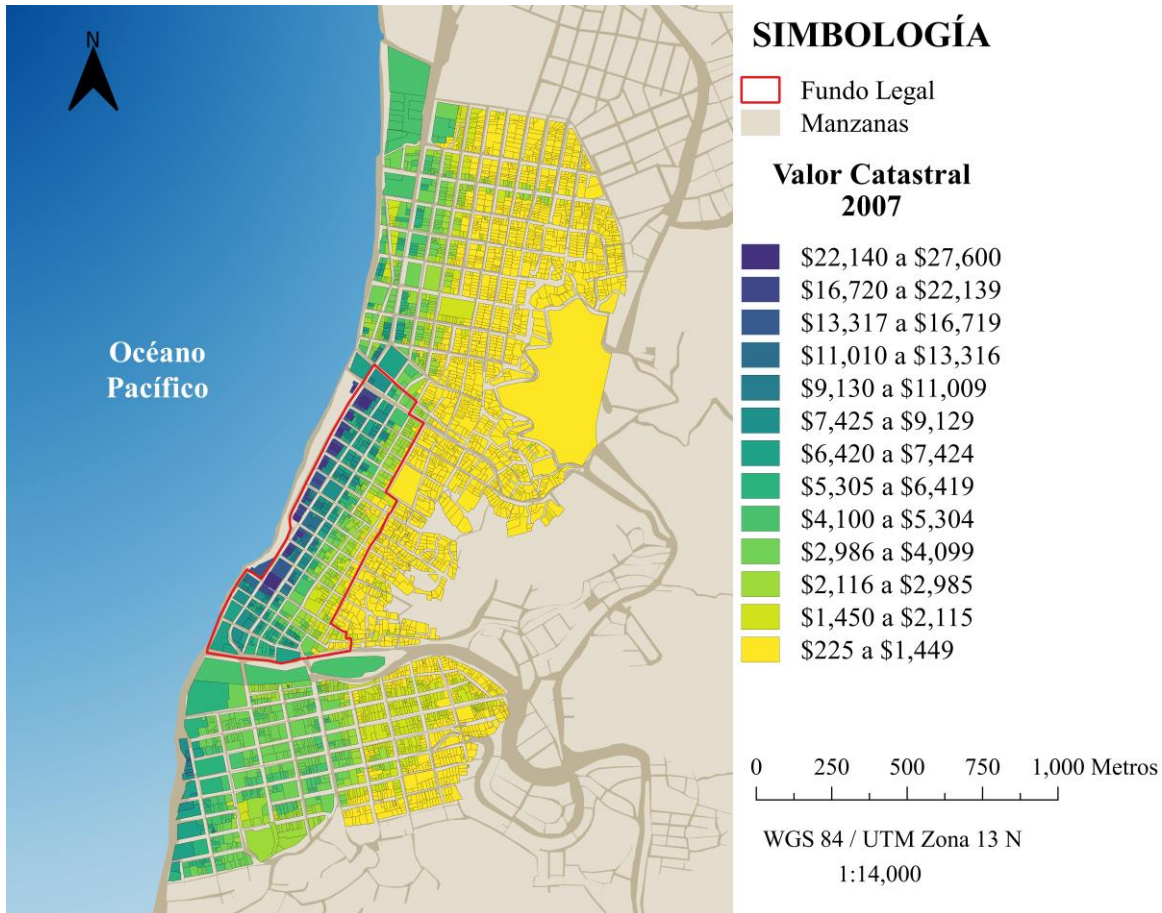 N
Océano
Pacífico
SIMBOLOGÍA
Fundo Legal
Manzanas
Valor Catastral
2007
$22,140 a $27,600
$16,720 a $22,139
$13,317 a $16,719
$11,010 a $13,316
$9,130 a $11,009
$7,425 a $9,129
$6,420 a $7,424
$5,305 a $6,419
$4,100 a $5,304
$2,986 a $4,099
$2,116 a $2,985
$1,450 a $2,115
$225 a $1,449
0 250 500 750 1,000 Metros
WGS 84 / UTM Zona 13 N
1:14,000